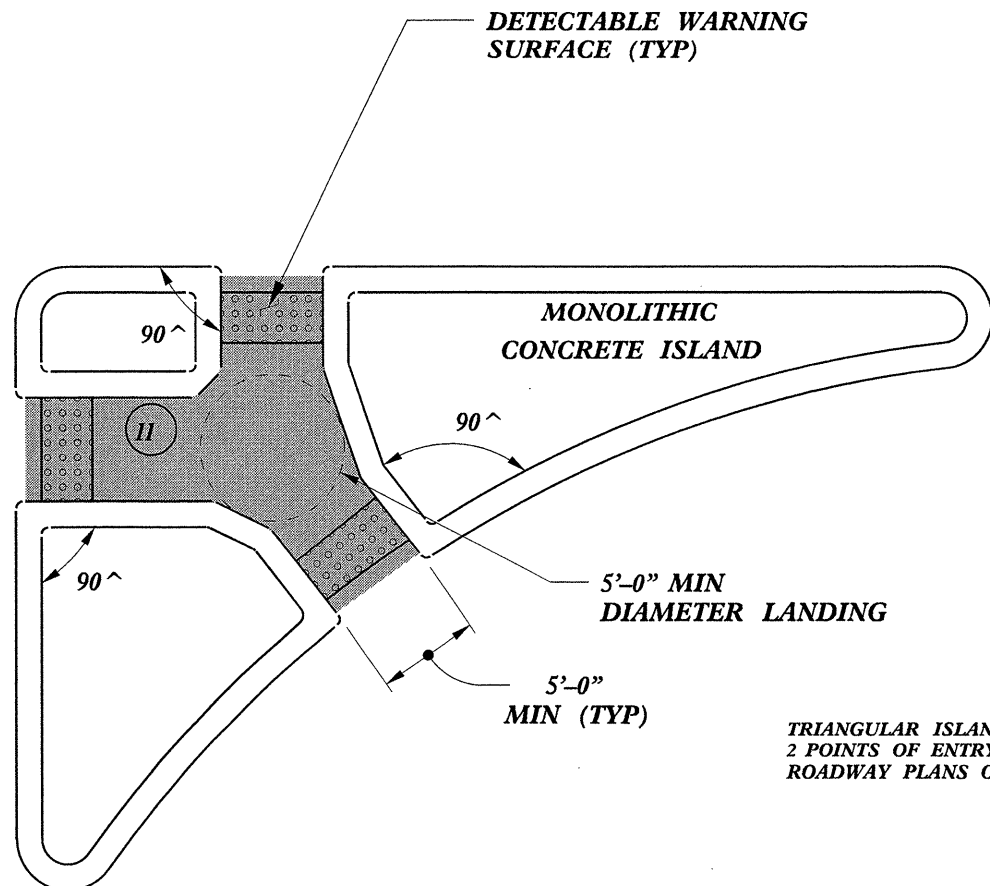 DETECTABLE WARNING
SURFACE (TYP)
90^
MONOLITHIC
CONCRETE ISLAND
11
90^
90^
5'–0” MIN
DIAMETER LANDING
5'–0”
MIN (TYP)
TRIANGULAR ISLAN
2 POINTS OF ENTRY
ROADWAY PLANS O